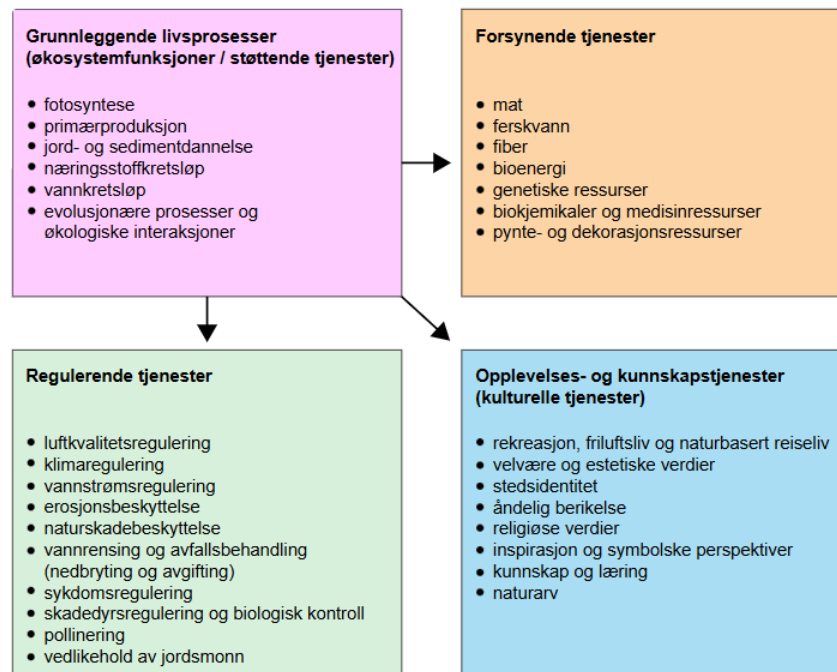 Grunnleggende livsprosesser
(økosystemfunksjoner / støttende tjenester)
• fotosyntese
• primærproduksjon
• jord- og sedimentdannelse
• næringsstoffkretsløp
• vannkretsløp
• evolusjonære prosesser og
økologiske interaksjoner
Forsynende tjenester
• mat
• ferskvann
• fiber
• bioenergi
• genetiske ressurser
• biokjemikaler og medisinressurser
• pynte- og dekorasjonsressurser
Regulerende tjenester
• luftkvalitetsregulering
• klimaregulering
• vannstrømsregulering
• erosjonsbeskyttelse
• naturskadebeskyttelse
• vannrensing og avfallsbehandling
(nedbryting og avgifting)
• sykdomsregulering
• skadedyrsregulering og biologisk kontroll
• pollinering
• vedlikehold av jordsmonn
Opplevelses- og kunnskapstjenester
(kulturelle tjenester)
• rekreasjon, friluftsliv og naturbasert reiseliv
• velvære og estetiske verdier
• stedsidentitet
• åndelig berikelse
• religiøse verdier
• inspirasjon og symbolske perspektiver
• kunnskap og læring
• naturarv